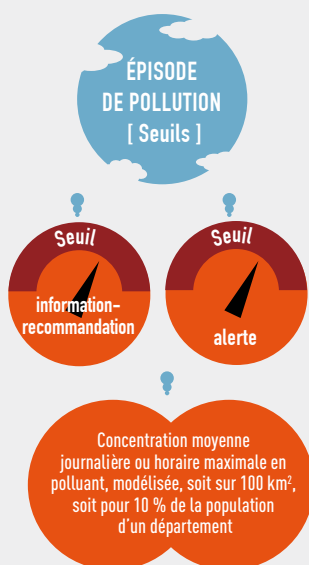 ÉPISODE
DE POLLUTION
[ Seuils ]
Seuil
information-
recommandation
Seuil
alerte
Concentration moyenne
journalière ou horaire maximale en
polluant, modélisée, soit sur 100 km²,
soit pour 10 % de la population
d'un département